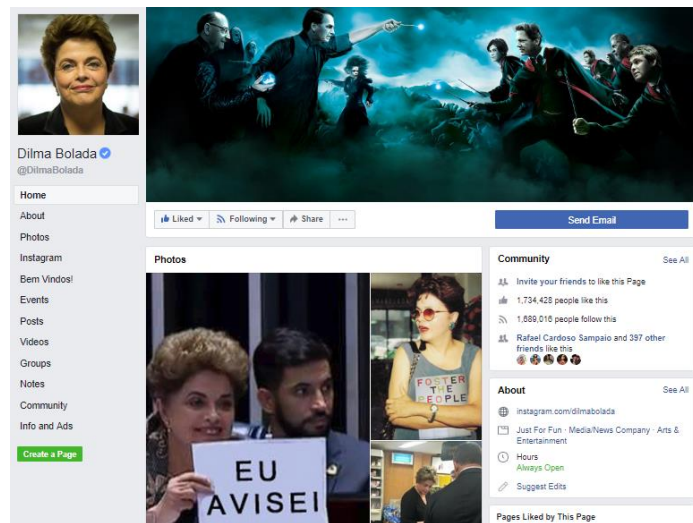 Dilma Bolada
@DilmaBolada
Home
About
Photos
Instagram
Bem Vindos!
Events
Posts
Videos
Groups
Notes
Community
Info and Ads
Create a Page
Liked
Following
Share
Send Email
Photos
FOSTER
THE
PEOPLE
EU
AVISEI
Community
See All
Invite your friends to like this Page
1,734,428 people like this
1,689,016 people follow this
Rafael Cardoso Sampaio and 397 other
friends like this
About
See All
instagram.com/dilmabolada
Just For Fun · Media/News Company · Arts &
Entertainment
Hours
Always Open
Suggest Edits
Pages Liked by This Page